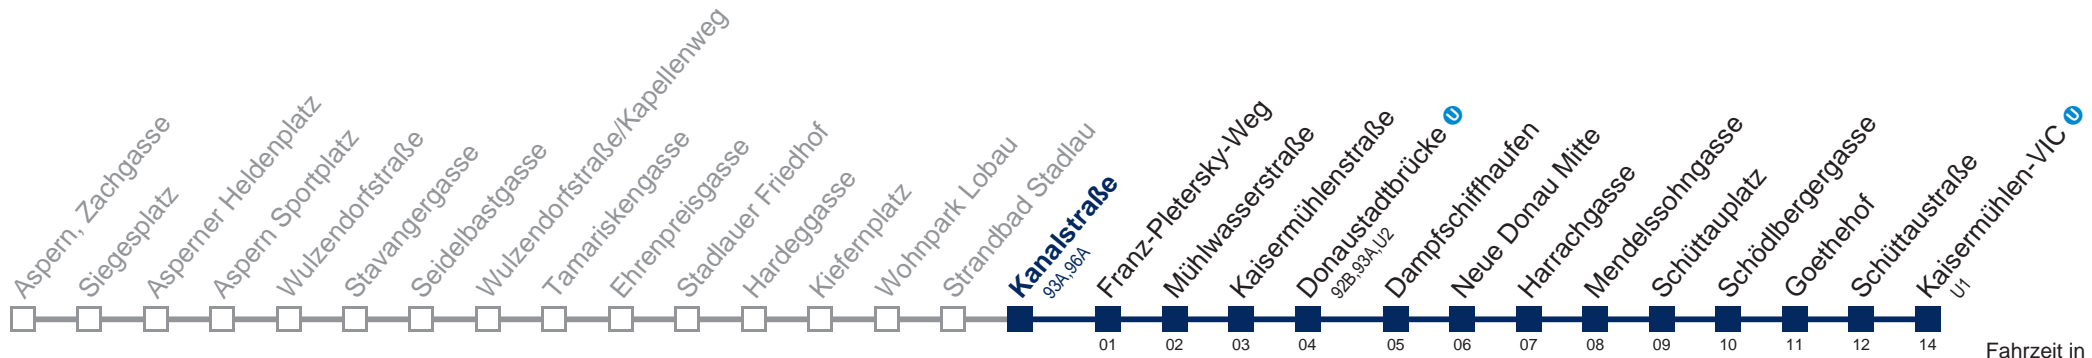 Aspern, Zachgasse
Siegesplatz
Asperner Heldenplatz
Aspern Sportplatz
Wulzendorfstraße
Stavangergasse
Seidelbastgasse
Wulzendorfstraße/Kapellenweg
Tamariskengasse
Ehrenpreisgasse
Stadlauer Friedhof
Hardeggasse
Kiefernplatz
Wohnpark Lobau
Strandbad Stadlau
Kanalstraße
93A,96A
Franz-Pletersky-Weg
Mühlwasserstraße
Kaisermühlenstraße
Donaustadtbrücke U
92B,93A,U2
Dampfschiffhaufen
Neue Donau Mitte
Harrachgasse
Mendelssohngasse
Schüttauplatz
Schödlbergergasse
Goethehof
Schüttaustraße
Kaisermühlen-VIC U
U1
01 02 03 04 05 06 07 08 09 10 11 12 14
Fahrzeit in